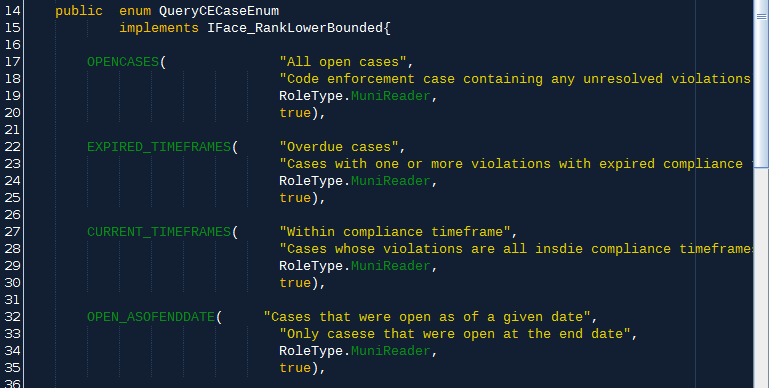 14 public enum QueryCECaseEnum
15 implements IFace_RankLowerBounded{
16
17 OPENCASES( "All open cases",
18 "Code enforcement case containing any unresolved violations
19 RoleType.MuniReader,
20 true),
21
22 EXPIRED_TIMEFRAMES( "Overdue cases",
23 "Cases with one or more violations with expired compliance
24 RoleType.MuniReader,
25 true),
26
27 CURRENT_TIMEFRAMES( "Within compliance timeframe",
28 "Cases whose violations are all insdie compliance timeframe
29 RoleType.MuniReader,
30 true),
31
32 OPEN_ASOFENDDATE( "Cases that were open as of a given date",
33 "Only casese that were open at the end date",
34 RoleType.MuniReader,
35 true),
36